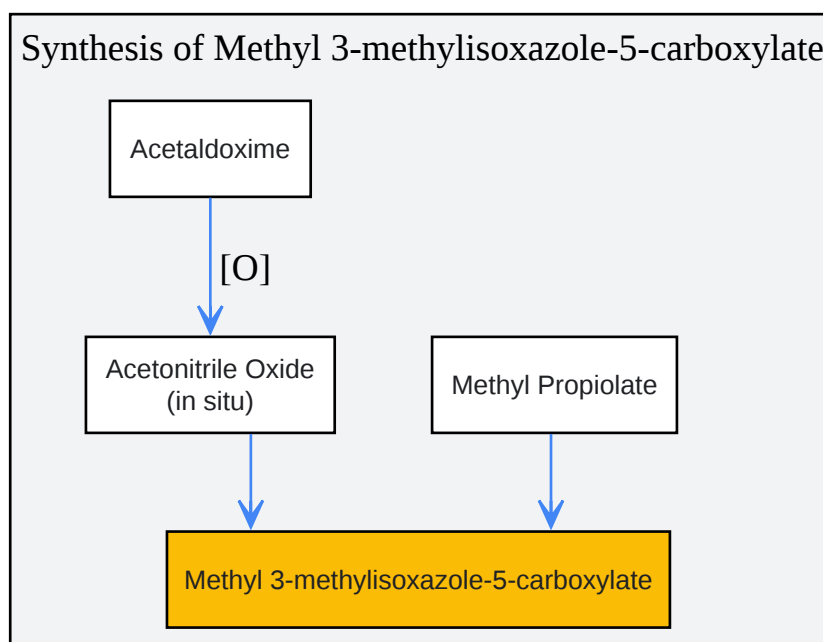 Synthesis of Methyl 3-methylisoxazole-5-carboxylate
Acetaldoxime
[O]
Acetonitrile Oxide
(in situ)
Methyl Propiolate
Methyl 3-methylisoxazole-5-carboxylate